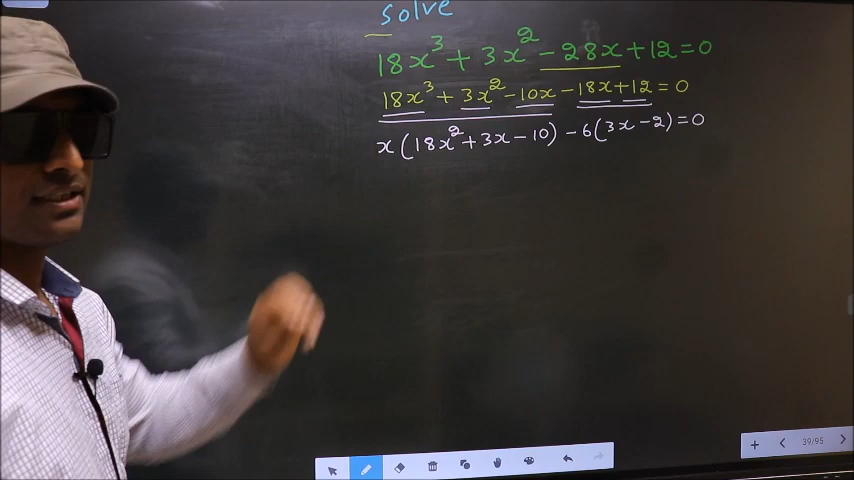 solve
18x³ + 3x² - 28x + 12 = 0
18x³ + 3x² - 10x - 18x + 12 = 0
x(18x² + 3x - 10) - 6(3x - 2) = 0
39/95